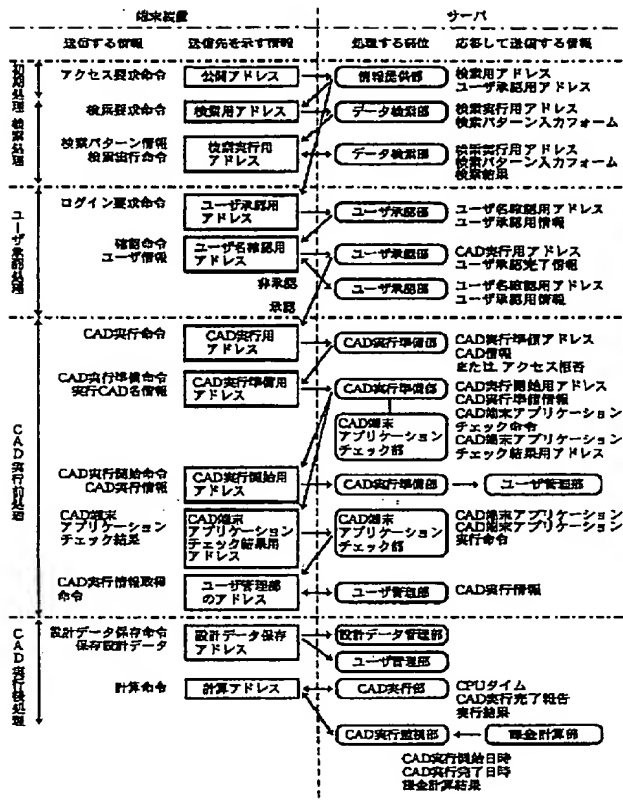 端末装置
サーバ
送信する情報
送信先を示す情報
処理する部位
応答して送信する情報
初期処理
アクセス要求命令
公開アドレス
情報提供部
検索用アドレス
ユーザ承認用アドレス
検索処理
検索要求命令
検索用アドレス
データ検索部
検索実行用アドレス
検索パターン入力フォーム
検索パターン情報
検索実行命令
検索実行用
アドレス
データ検索部
検索実行用アドレス
検索パターン入力フォーム
検索結果
ユーザ承認処理
ログイン要求命令
ユーザ承認用
アドレス
ユーザ承認部
ユーザ名確認用アドレス
ユーザ承認用情報
確認命令
ユーザ情報
ユーザ名確認用
アドレス
ユーザ承認部
CAD実行用アドレス
ユーザ承認完了情報
非承認
承認
ユーザ承認部
ユーザ名確認用アドレス
ユーザ承認用情報
CAD実行前処理
CAD実行命令
CAD実行用
アドレス
CAD実行準備部
CAD実行準備アドレス
CAD情報
または アクセス拒否
CAD実行準備命令
実行CAD名情報
CAD実行準備用
アドレス
CAD実行準備部
CAD実行開始用アドレス
CAD実行準備情報
CAD端末アプリケーション
チェック命令
CAD端末アプリケーション
チェック結果用アドレス
CAD端末
アプリケーション
チェック部
CAD実行開始命令
CAD実行情報
CAD実行開始用
アドレス
CAD実行準備部
ユーザ管理部
CAD端末
アプリケーション
チェック結果
CAD端末
アプリケーション
チェック結果用
アドレス
CAD端末
アプリケーション
チェック部
CAD端末アプリケーション
CAD端末アプリケーション
実行命令
CAD実行情報取得
命令
ユーザ管理部
のアドレス
ユーザ管理部
CAD実行情報
CAD実行後処理
設計データ保存命令
保存設計データ
設計データ保存
アドレス
設計データ管理部
ユーザ管理部
計算命令
計算アドレス
CAD実行部
CPUタイム
CAD実行完了報告
実行結果
CAD実行監視部
課金計算部
CAD実行開始日時
CAD実行完了日時
課金計算結果